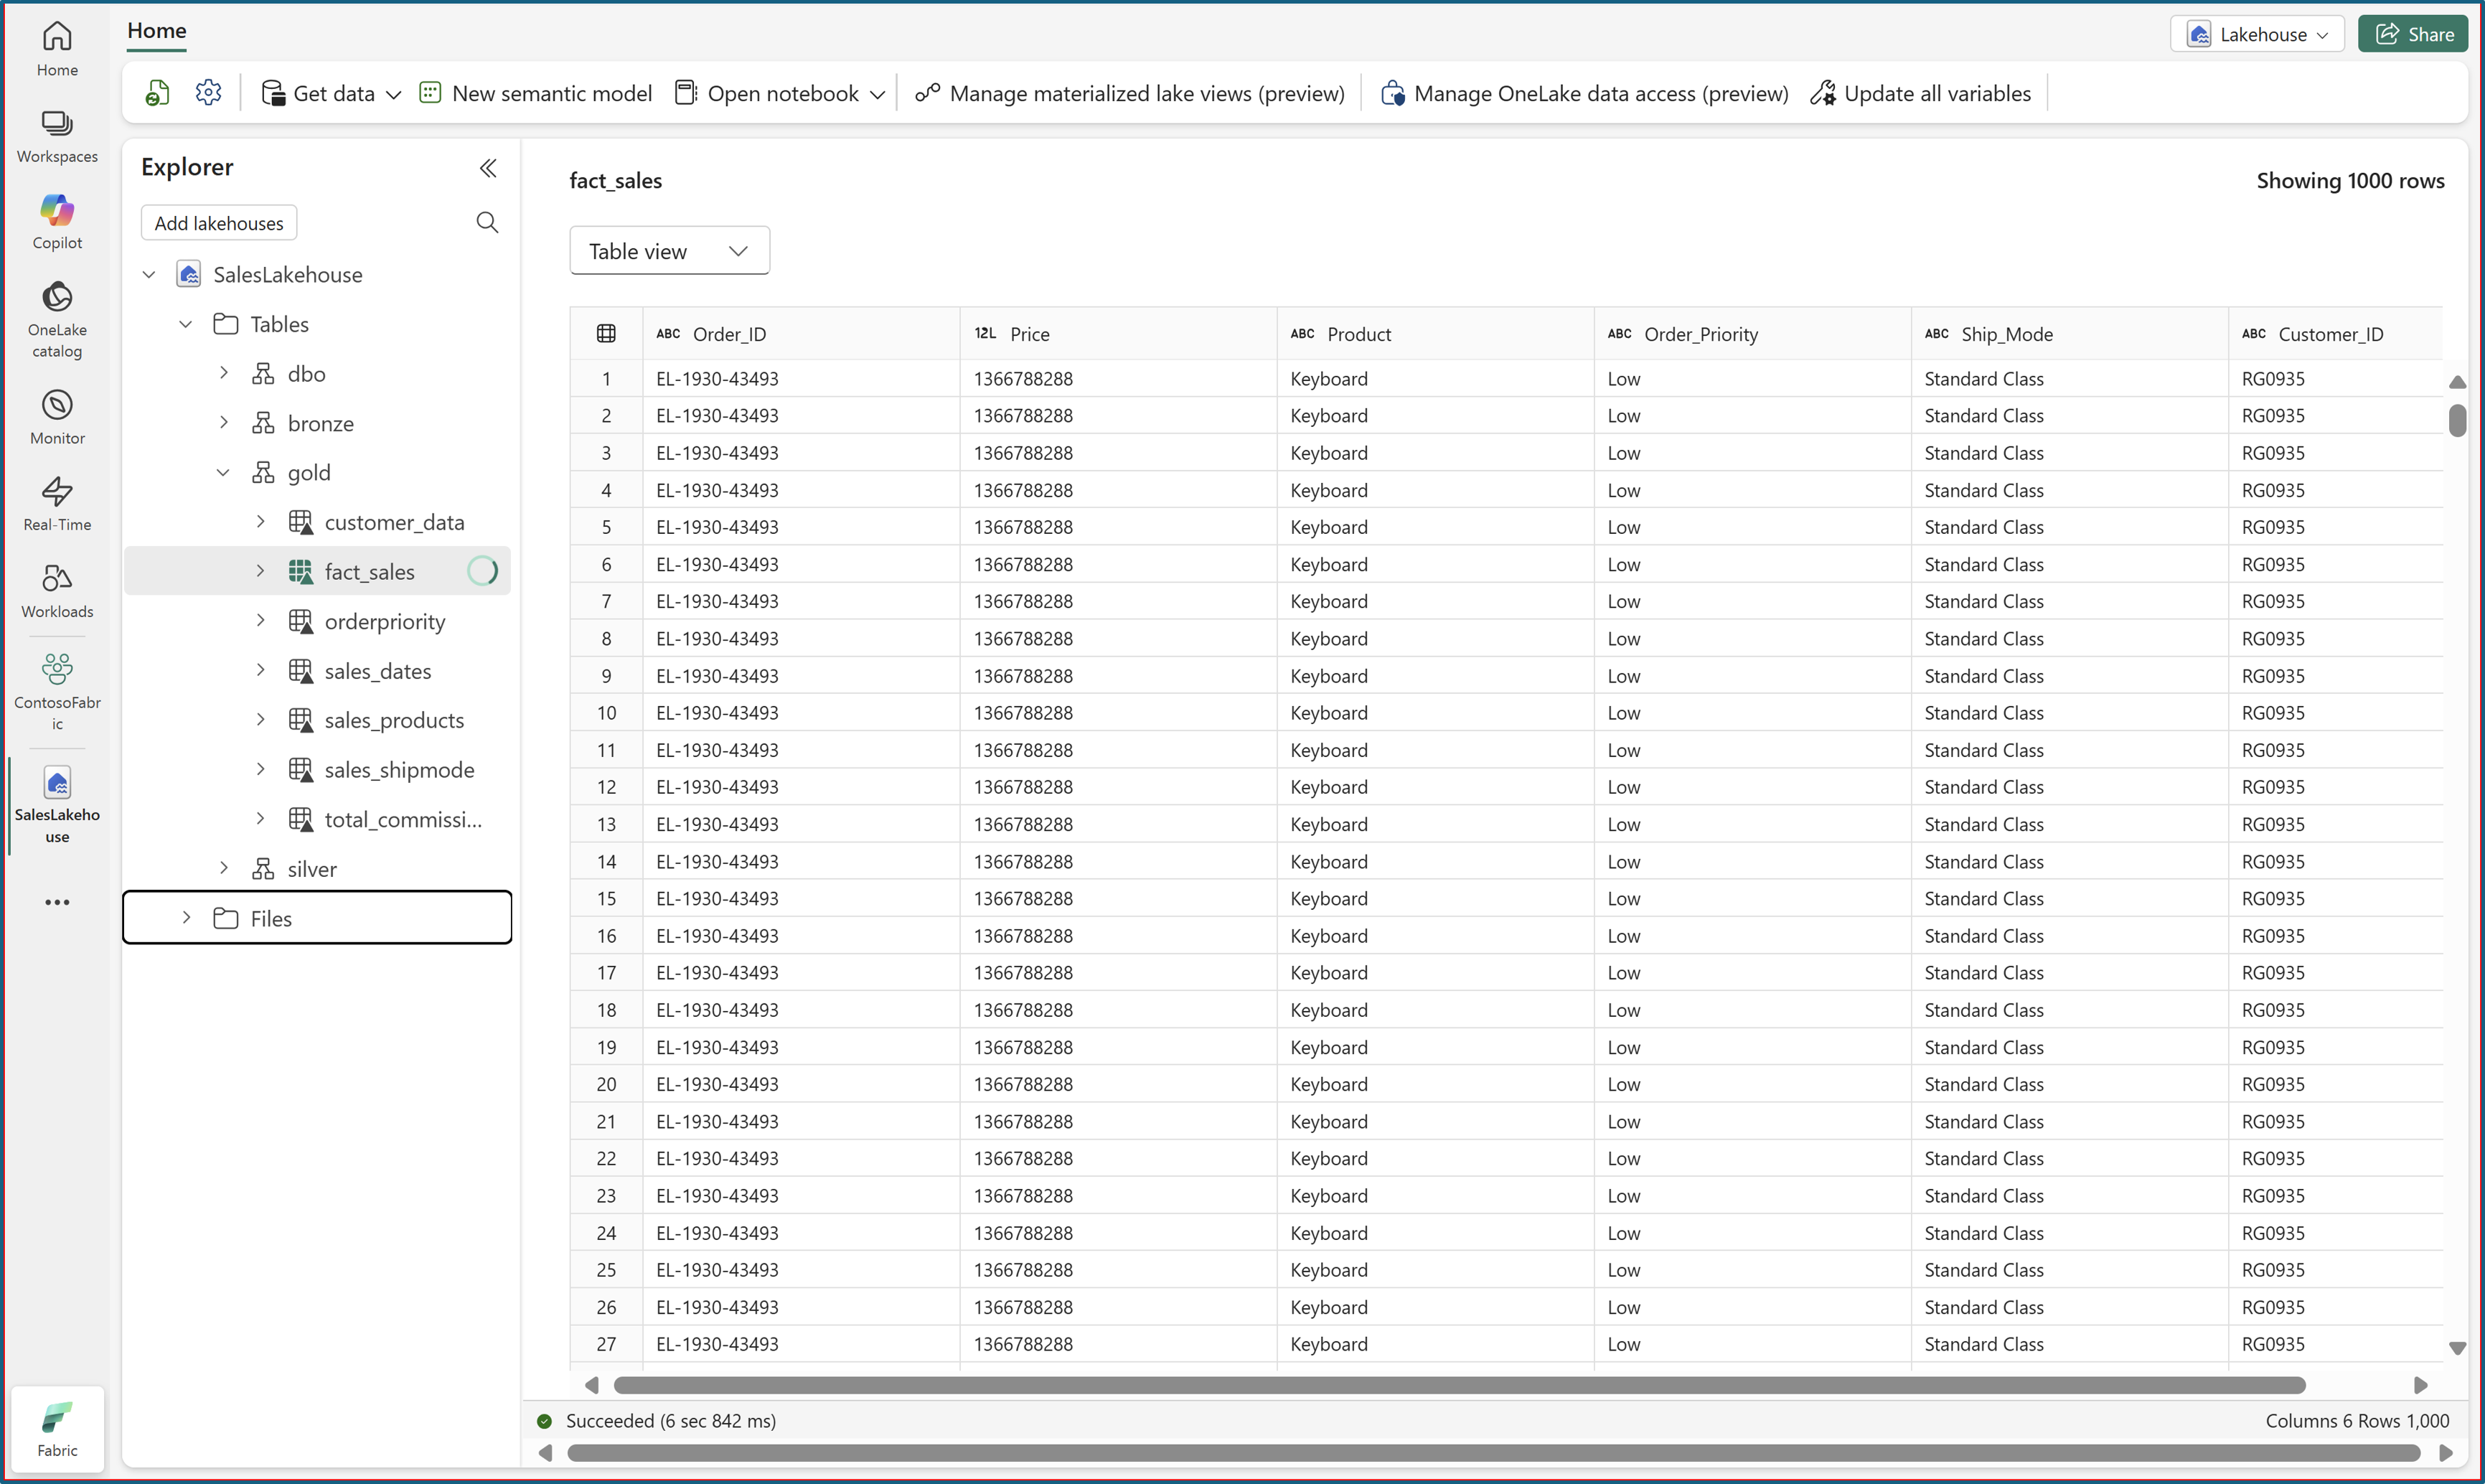 Home
Workspaces
Copilot
OneLake
catalog
Monitor
Real-Time
Workloads
ContosoFabr
ic
SalesLakeho
use
Fabric
Home
Lakehouse
Share
Get data
New semantic model
Open notebook
Manage materialized lake views (preview)
Manage OneLake data access (preview)
Update all variables
Explorer
Add lakehouses
SalesLakehouse
Tables
dbo
bronze
gold
customer_data
fact_sales
orderpriority
sales_dates
sales_products
sales_shipmode
total_commissi...
silver
Files
fact_sales
Showing 1000 rows
Table view
ABC Order_ID 12L Price ABC Product ABC Order_Priority ABC Ship_Mode ABC Customer_ID
1 EL-1930-43493 1366788288 Keyboard Low Standard Class RG0935
2 EL-1930-43493 1366788288 Keyboard Low Standard Class RG0935
3 EL-1930-43493 1366788288 Keyboard Low Standard Class RG0935
4 EL-1930-43493 1366788288 Keyboard Low Standard Class RG0935
5 EL-1930-43493 1366788288 Keyboard Low Standard Class RG0935
6 EL-1930-43493 1366788288 Keyboard Low Standard Class RG0935
7 EL-1930-43493 1366788288 Keyboard Low Standard Class RG0935
8 EL-1930-43493 1366788288 Keyboard Low Standard Class RG0935
9 EL-1930-43493 1366788288 Keyboard Low Standard Class RG0935
10 EL-1930-43493 1366788288 Keyboard Low Standard Class RG0935
11 EL-1930-43493 1366788288 Keyboard Low Standard Class RG0935
12 EL-1930-43493 1366788288 Keyboard Low Standard Class RG0935
13 EL-1930-43493 1366788288 Keyboard Low Standard Class RG0935
14 EL-1930-43493 1366788288 Keyboard Low Standard Class RG0935
15 EL-1930-43493 1366788288 Keyboard Low Standard Class RG0935
16 EL-1930-43493 1366788288 Keyboard Low Standard Class RG0935
17 EL-1930-43493 1366788288 Keyboard Low Standard Class RG0935
18 EL-1930-43493 1366788288 Keyboard Low Standard Class RG0935
19 EL-1930-43493 1366788288 Keyboard Low Standard Class RG0935
20 EL-1930-43493 1366788288 Keyboard Low Standard Class RG0935
21 EL-1930-43493 1366788288 Keyboard Low Standard Class RG0935
22 EL-1930-43493 1366788288 Keyboard Low Standard Class RG0935
23 EL-1930-43493 1366788288 Keyboard Low Standard Class RG0935
24 EL-1930-43493 1366788288 Keyboard Low Standard Class RG0935
25 EL-1930-43493 1366788288 Keyboard Low Standard Class RG0935
26 EL-1930-43493 1366788288 Keyboard Low Standard Class RG0935
27 EL-1930-43493 1366788288 Keyboard Low Standard Class RG0935
Succeeded (6 sec 842 ms)
Columns 6 Rows 1,000